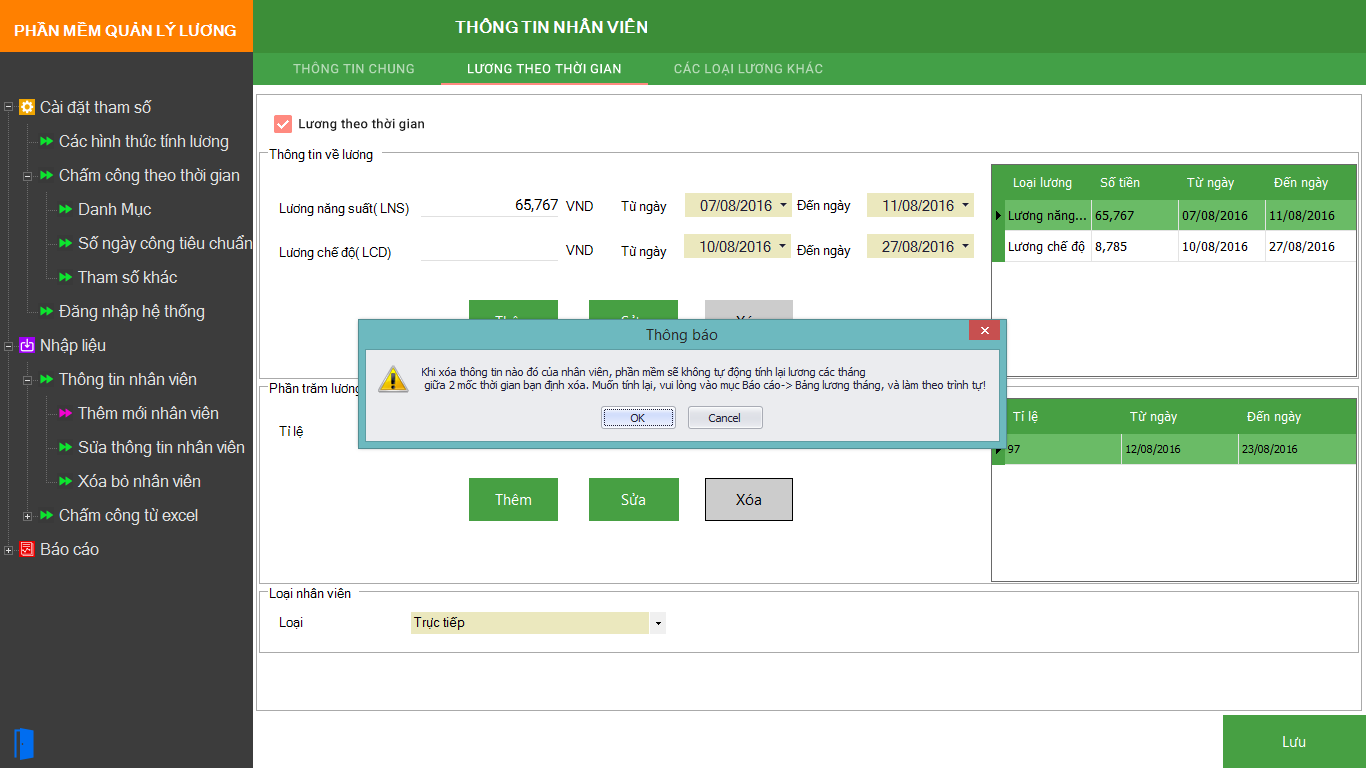 PHẦN MỀM QUẢN LÝ LƯƠNG
THÔNG TIN NHÂN VIÊN
THÔNG TIN CHUNG
LƯƠNG THEO THỜI GIAN
CÁC LOẠI LƯƠNG KHÁC
Cài đặt tham số
Các hình thức tính lương
Chấm công theo thời gian
Danh Mục
Số ngày công tiêu chuẩn
Tham số khác
Đăng nhập hệ thống
Nhập liệu
Thông tin nhân viên
Thêm mới nhân viên
Sửa thông tin nhân viên
Xóa bỏ nhân viên
Chấm công từ excel
Báo cáo
Lương theo thời gian
Thông tin về lương
Lương năng suất( LNS) 65,767 VND Từ ngày 07/08/2016 Đến ngày 11/08/2016
Lương chế độ( LCD) VND Từ ngày 10/08/2016 Đến ngày 27/08/2016
Loại lương Số tiền Từ ngày Đến ngày
Lương năng... 65,767 07/08/2016 11/08/2016
Lương chế độ 8,785 10/08/2016 27/08/2016
Thông báo
Khi xóa thông tin nào đó của nhân viên, phần mềm sẽ không tự động tính lại lương các tháng
giữa 2 mốc thời gian bạn định xóa. Muốn tính lại, vui lòng vào mục Báo cáo-> Bảng lương tháng, và làm theo trình tự!
OK Cancel
Phần trăm lương
Tỉ lệ
Thêm Sửa Xóa
Tỉ lệ Từ ngày Đến ngày
97 12/08/2016 23/08/2016
Loại nhân viên
Loại Trực tiếp
Lưu